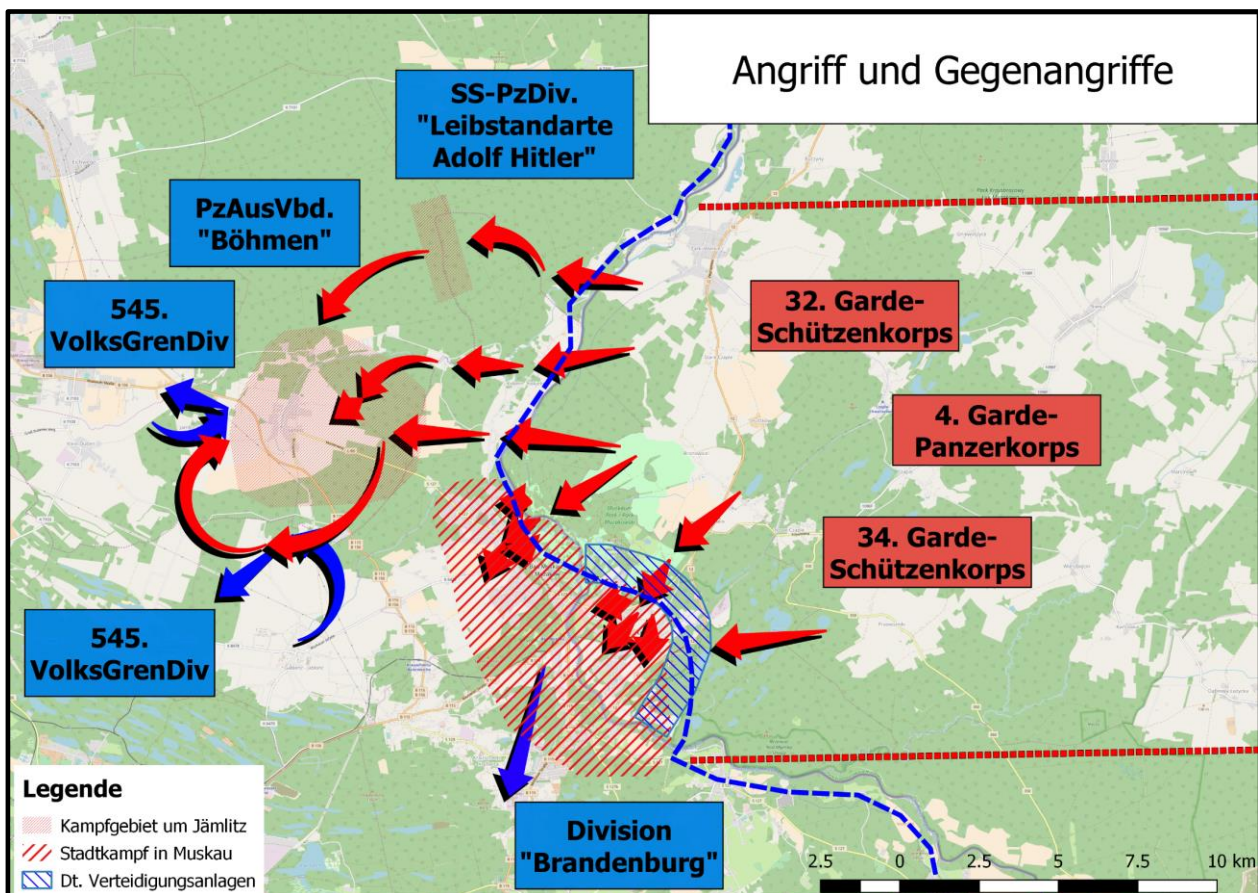 Angriff und Gegenangriffe
SS-PzDiv.
"Leibstandarte
Adolf Hitler"
PzAusVbd.
"Böhmen"
545.
VolksGrenDiv
32. Garde-
Schützenkorps
4. Garde-
Panzerkorps
34. Garde-
Schützenkorps
545.
VolksGrenDiv
Division
"Brandenburg"
Legende
Kampfgebiet um Jämlitz
Stadtkampf in Muskau
Dt. Verteidigungsanlagen
2.5 0 2.5 5 7.5 10 km